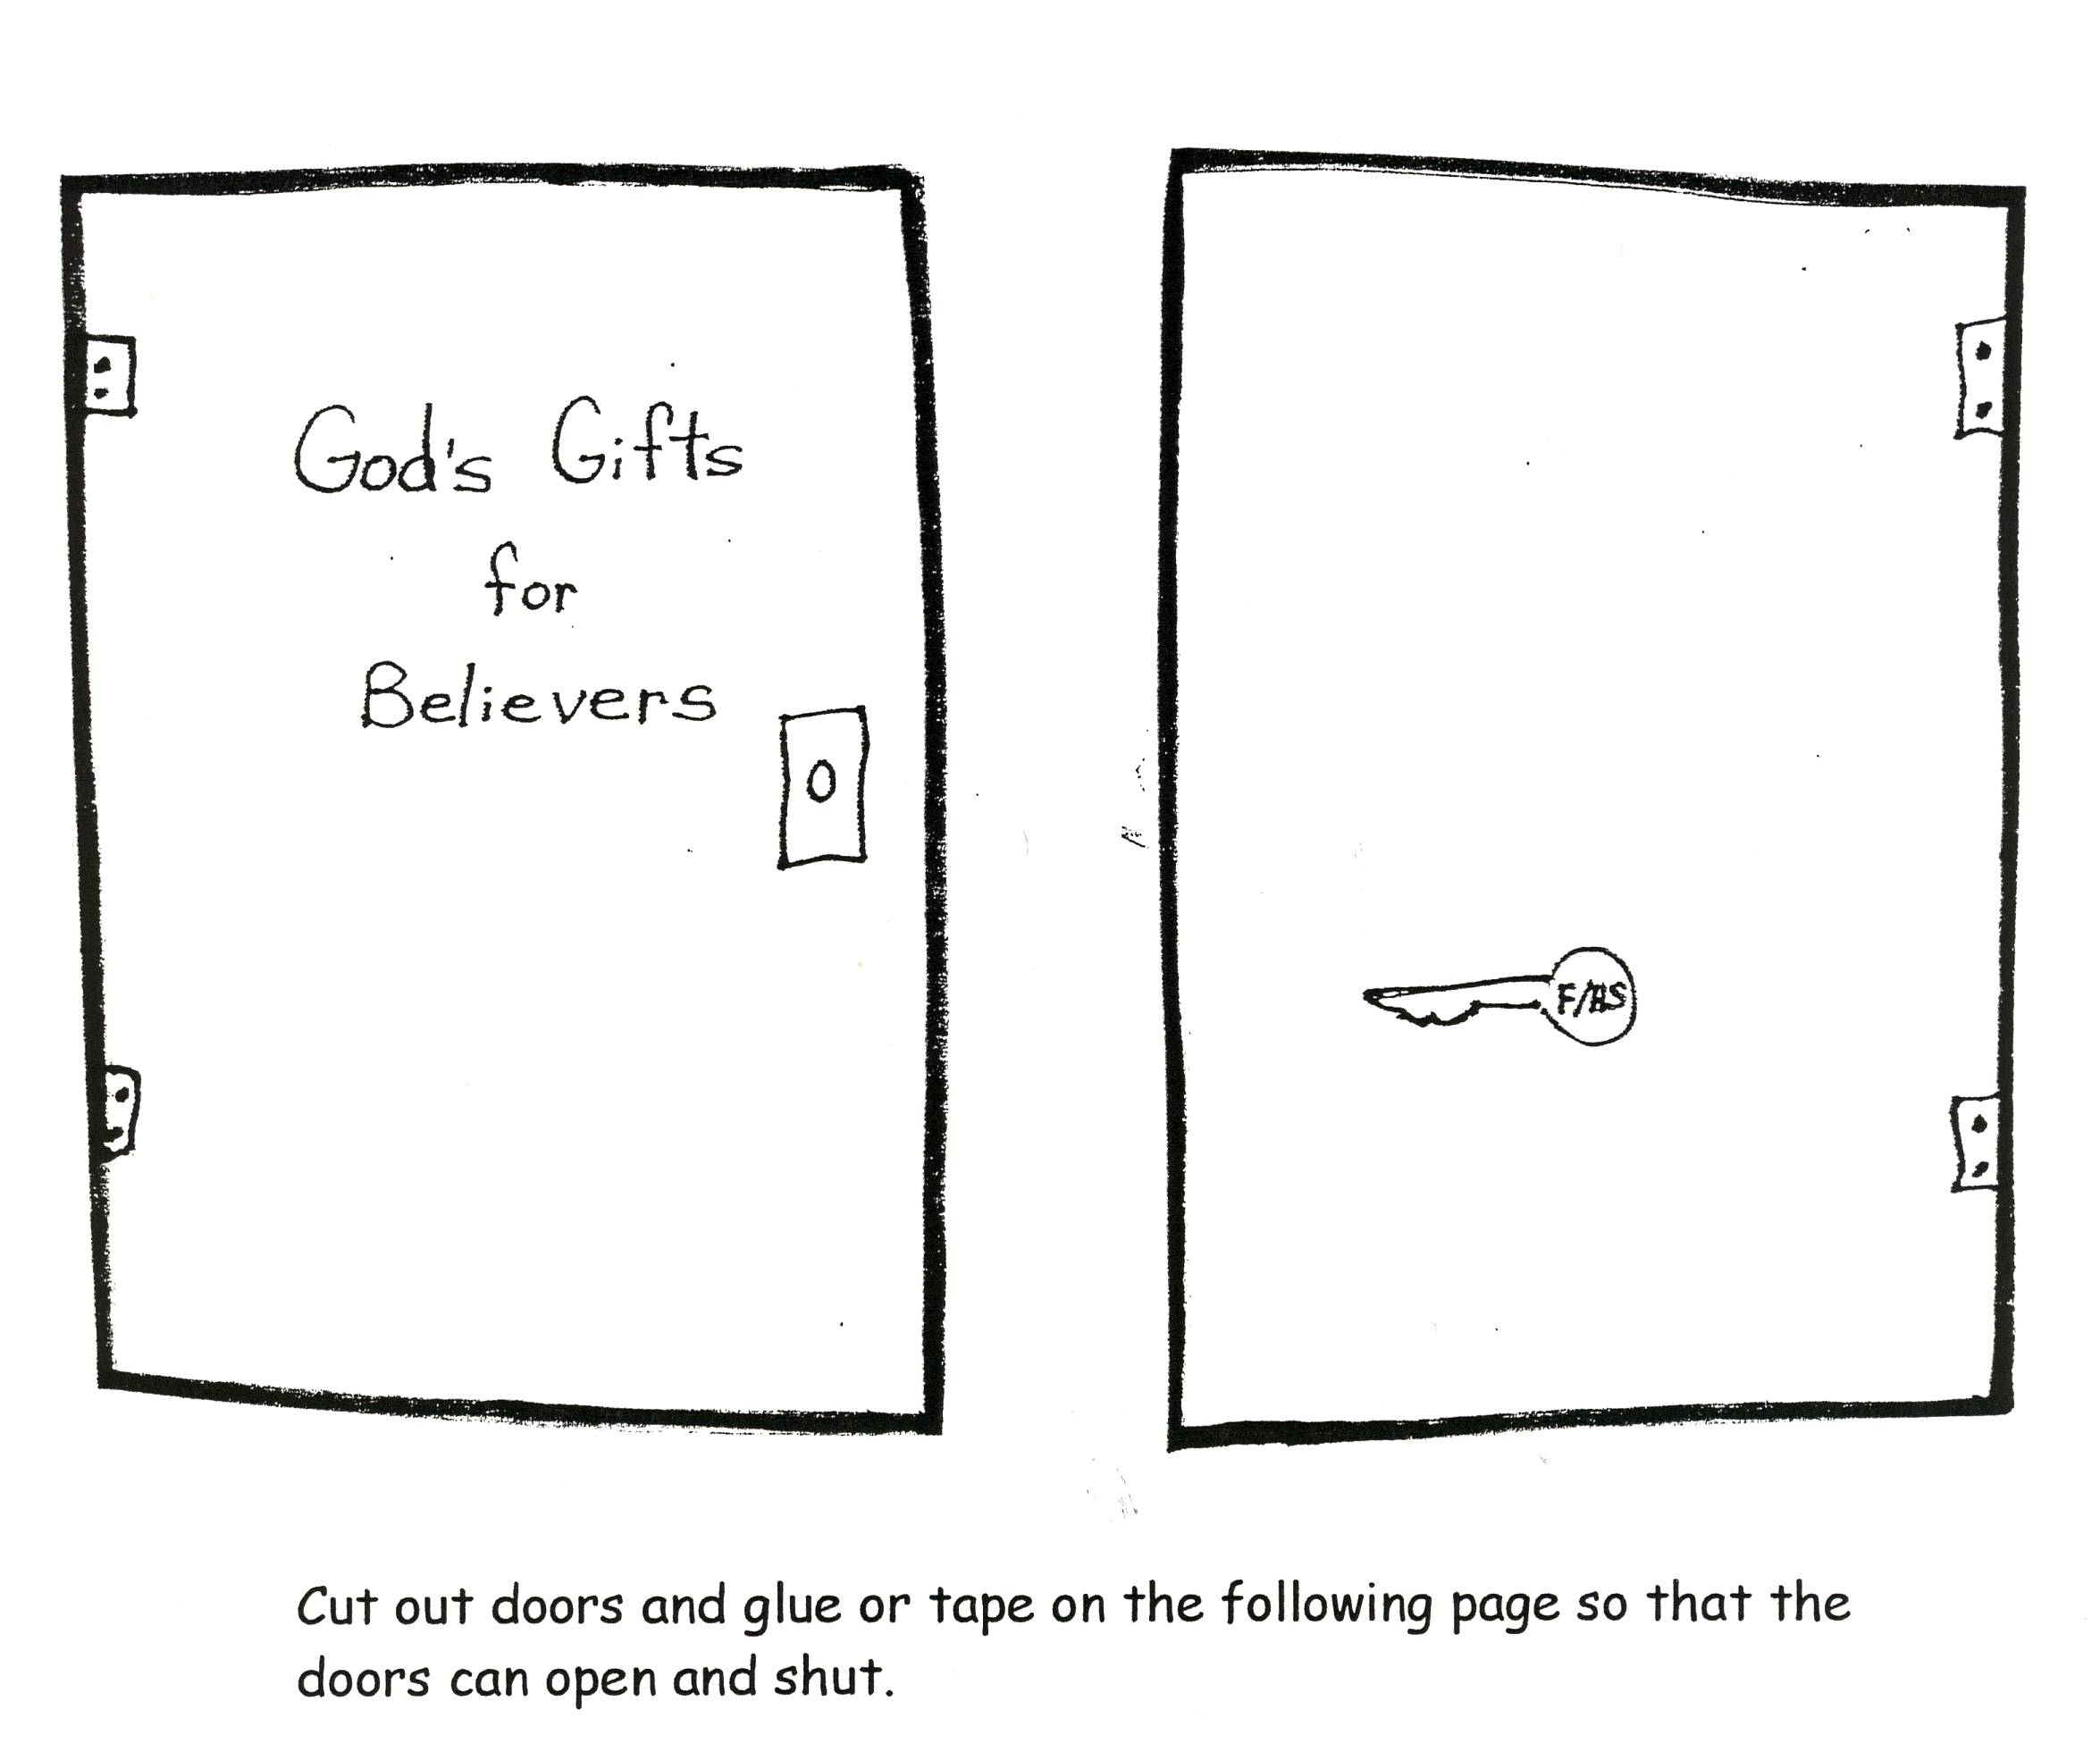 God's Gifts
for
Believers
O
F/HS
Cut out doors and glue or tape on the following page so that the
doors can open and shut.